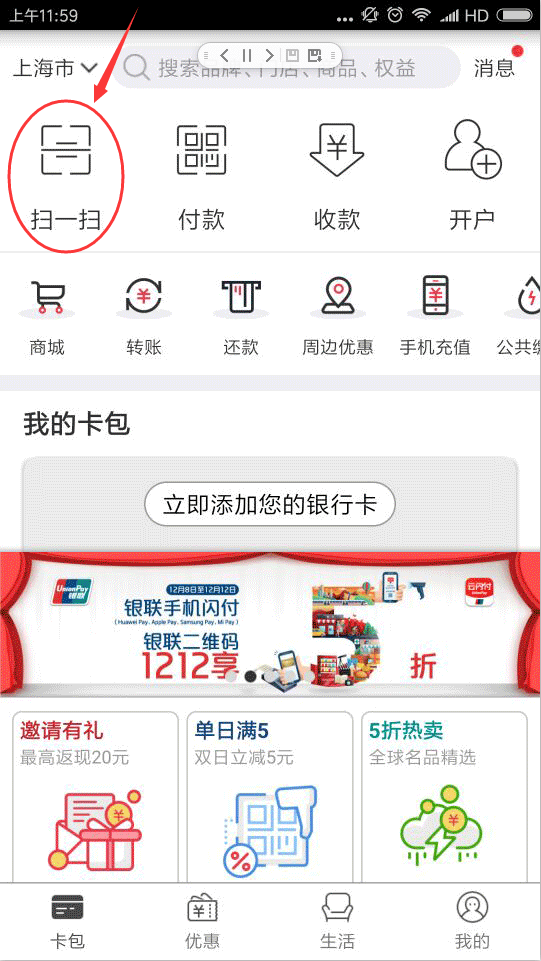 上午11:59
HD
上海市
搜索品牌、门店、商品、权益
消息
扫一扫
付款
收款
开户
商城
转账
还款
周边优惠
手机充值
公共缴
我的卡包
立即添加您的银行卡
UnionPay
银联
12月8日至12月12日
云闪付
UnionPay
银联手机闪付
( Huawei Pay, Apple Pay, Samsung Pay, Mi Pay )
银联二维码
1212享
5
折
邀请有礼
最高返现20元
单日满5
双日立减5元
5折热卖
全球名品精选
卡包
优惠
生活
我的